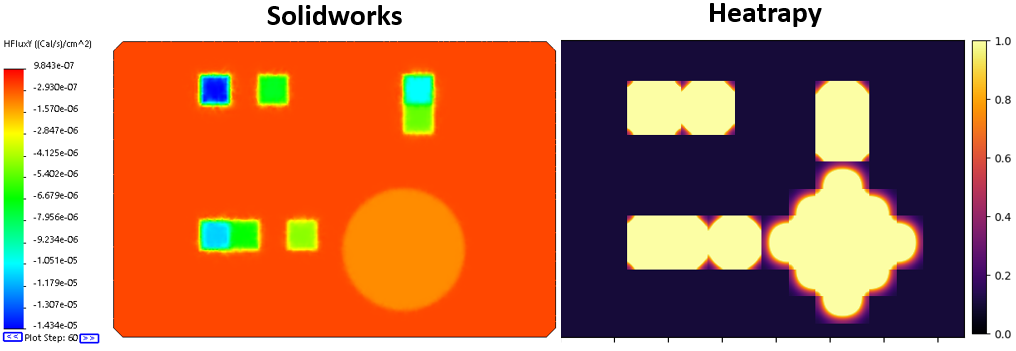 Solidworks
Heatrapy
HFluxY ((Cal/s)/cm^2)
9.843e-07
-2.930e-07
-1.570e-06
-2.847e-06
-4.125e-06
-5.402e-06
-6.679e-06
-7.956e-06
-9.234e-06
-1.051e-05
-1.179e-05
-1.307e-05
-1.434e-05
<< Plot Step: 60 >>
1.0
0.8
0.6
0.4
0.2
0.0